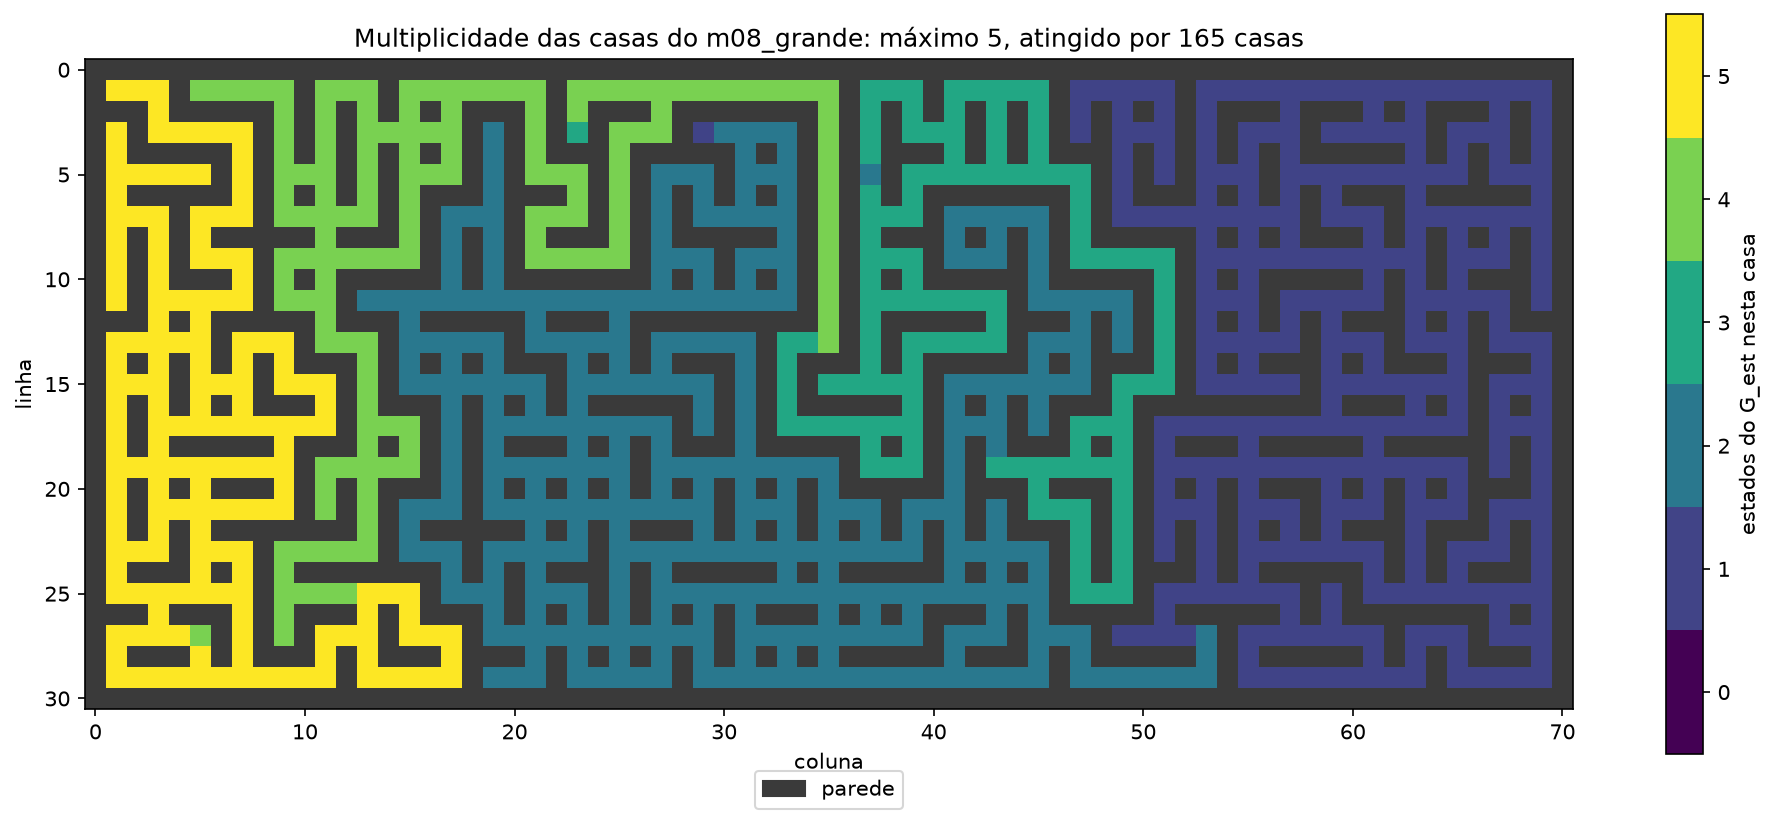 Multiplicidade das casas do m08_grande: máximo 5, atingido por 165 casas
0
5
10
15
20
25
30
linha
0 10 20 30 40 50 60 70
coluna
parede
5
4
3
2
1
0
estados do G_est nesta casa